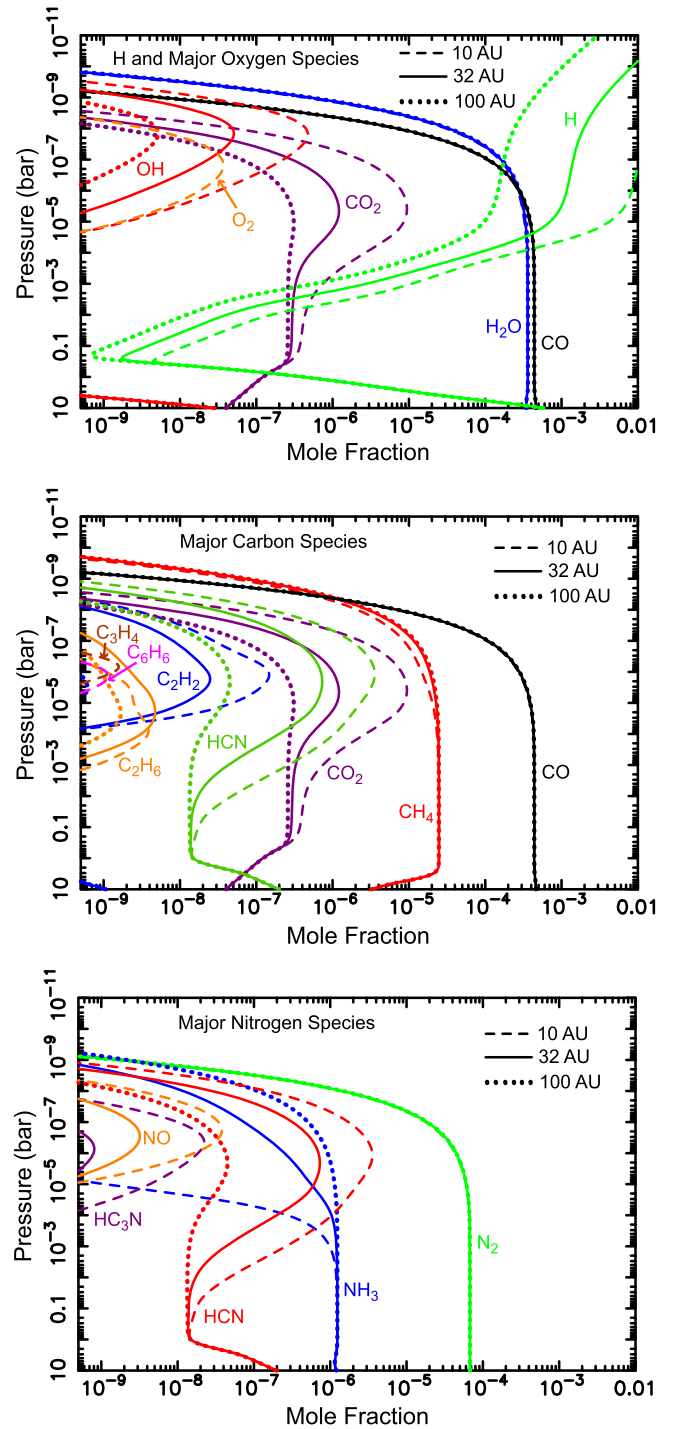 H and Major Oxygen Species
10 AU
32 AU
100 AU
H
OH
O₂
CO₂
H₂O
CO
Pressure (bar)
10⁻¹¹
10⁻⁹
10⁻⁷
10⁻⁵
10⁻³
0.1
10
10⁻⁹ 10⁻⁸ 10⁻⁷ 10⁻⁶ 10⁻⁵ 10⁻⁴ 10⁻³ 0.01
Mole Fraction
Major Carbon Species
10 AU
32 AU
100 AU
C₃H₄
C₆H₆
C₂H₂
HCN
C₂H₆
CO₂
CO
CH₄
Pressure (bar)
10⁻¹¹
10⁻⁹
10⁻⁷
10⁻⁵
10⁻³
0.1
10
10⁻⁹ 10⁻⁸ 10⁻⁷ 10⁻⁶ 10⁻⁵ 10⁻⁴ 10⁻³ 0.01
Mole Fraction
Major Nitrogen Species
10 AU
32 AU
100 AU
NO
HC₃N
N₂
NH₃
HCN
Pressure (bar)
10⁻¹¹
10⁻⁹
10⁻⁷
10⁻⁵
10⁻³
0.1
10
10⁻⁹ 10⁻⁸ 10⁻⁷ 10⁻⁶ 10⁻⁵ 10⁻⁴ 10⁻³ 0.01
Mole Fraction